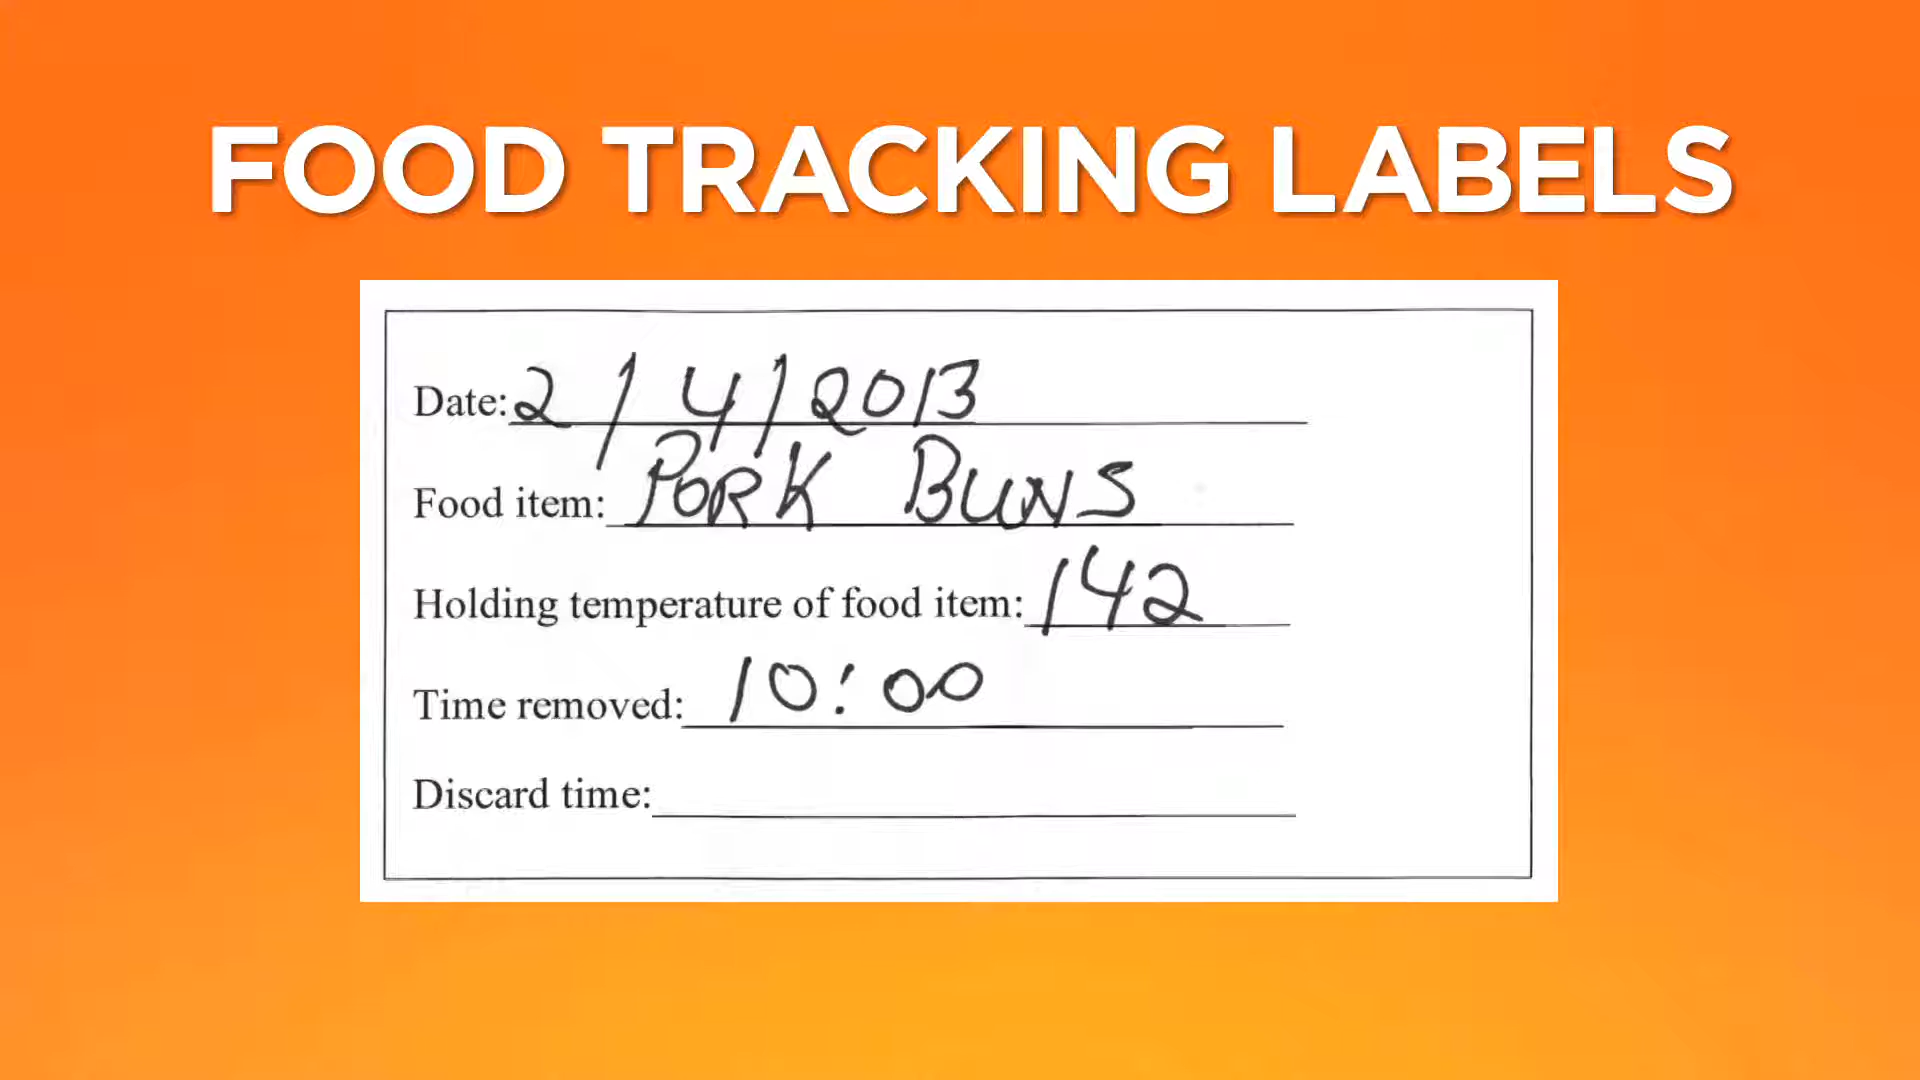 FOOD TRACKING LABELS
Date: 2/4/2013
Food item: PORK BUNS
Holding temperature of food item: 142
Time removed: 10:00
Discard time: